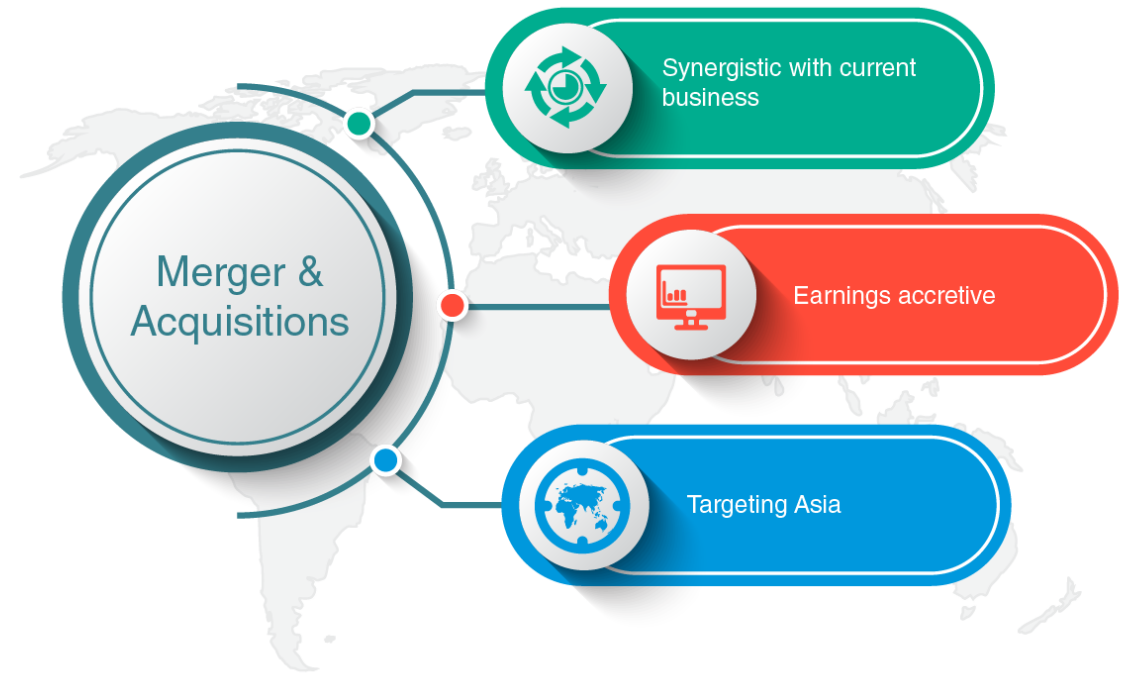 Merger &
Acquisitions
Synergistic with current
business
Earnings accretive
Targeting Asia